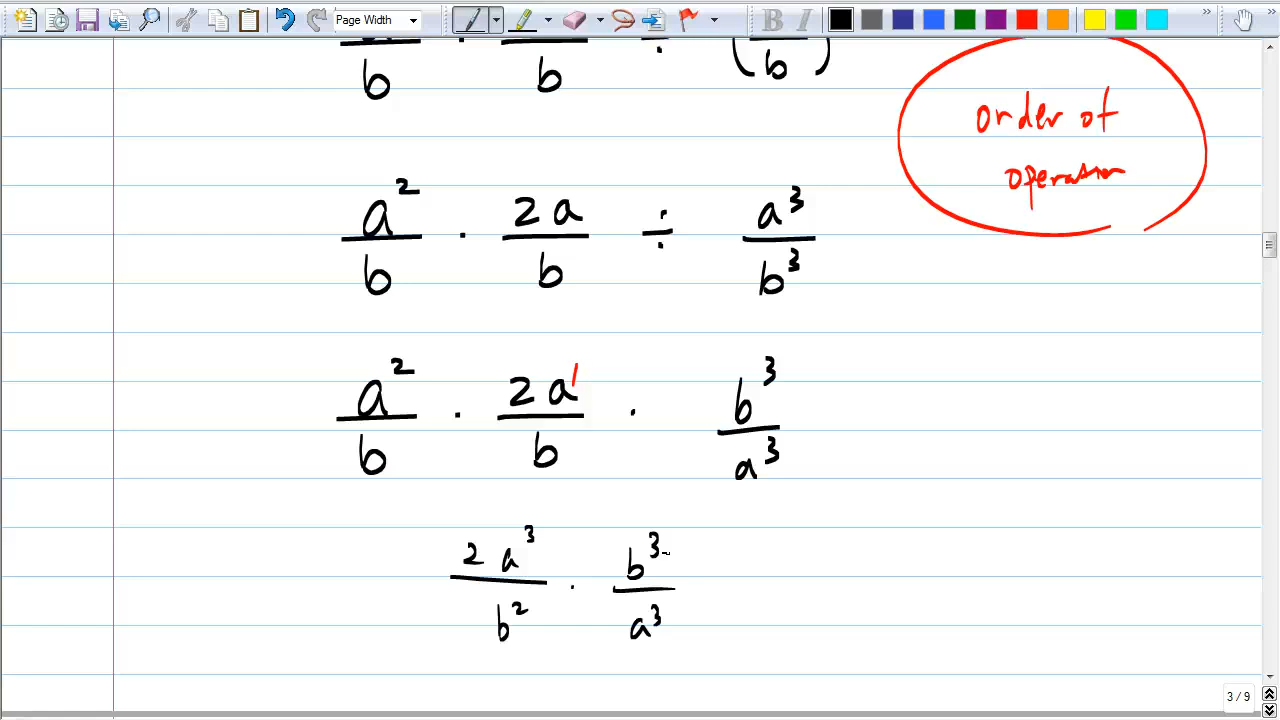 Page Width
B I
b · b ÷ (b)
order of
operation
a² / b · 2a / b ÷ a³ / b³
a² / b · 2a¹ / b · b³ / a³
2a³ / b² · b³ / a³
3 / 9